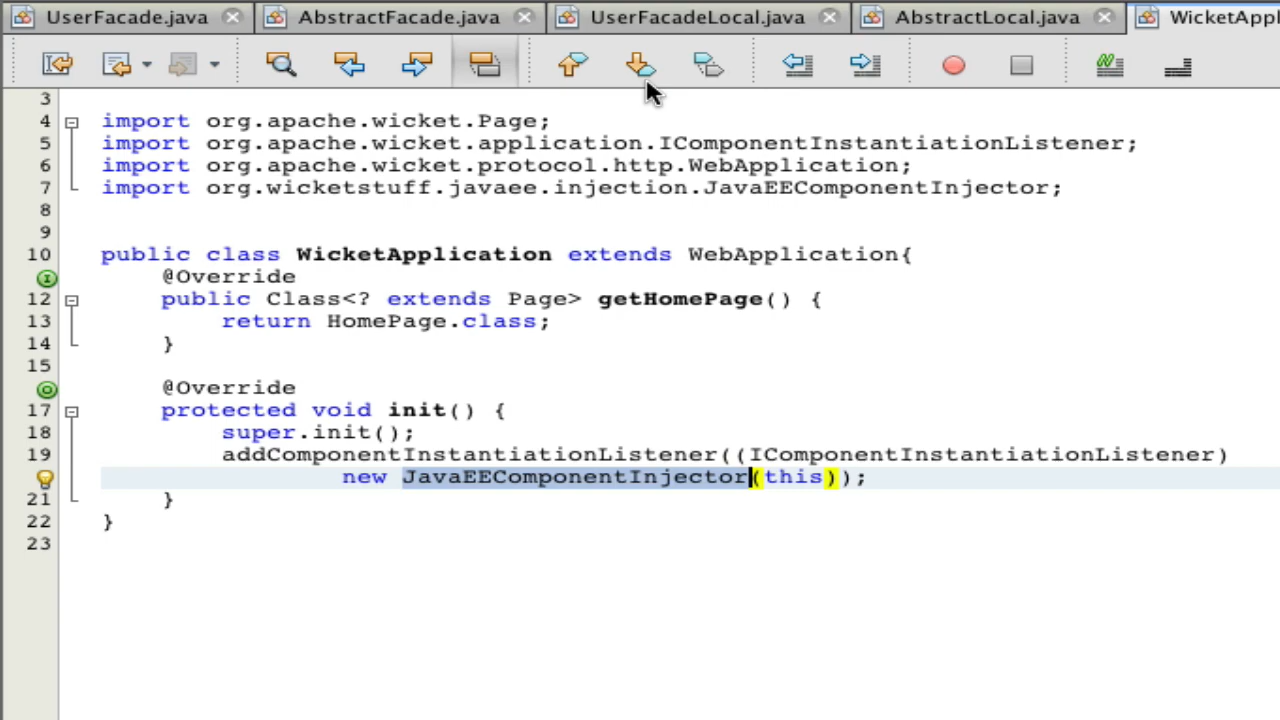 UserFacade.java AbstractFacade.java UserFacadeLocal.java AbstractLocal.java WicketAppl
3
4 import org.apache.wicket.Page;
5 import org.apache.wicket.application.IComponentInstantiationListener;
6 import org.apache.wicket.protocol.http.WebApplication;
7 import org.wicketstuff.javaee.injection.JavaEEComponentInjector;
8
9
10 public class WicketApplication extends WebApplication{
@Override
12 public Class<? extends Page> getHomePage() {
13 return HomePage.class;
14 }
15
@Override
17 protected void init() {
18 super.init();
19 addComponentInstantiationListener((IComponentInstantiationListener)
new JavaEEComponentInjector(this));
21 }
22 }
23